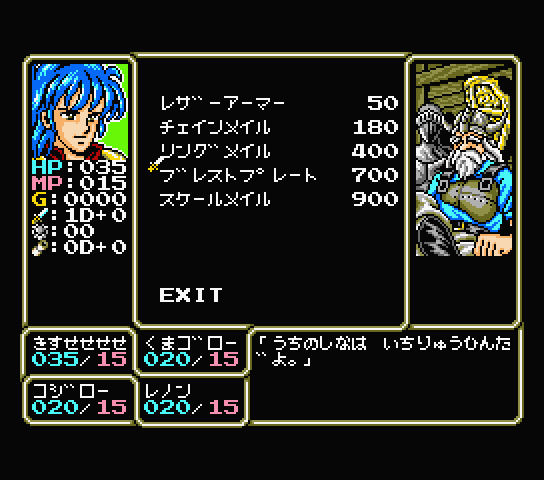 レザーアーマー 50
チェインメイル 180
リングメイル 400
ブレストプレート 700
スケールメイル 900
EXIT
HP:035
MP:015
G:0000
:1D+0
:00
:0D+0
きすせせせせ
035/15
くまゴロー
020/15
コジロー
020/15
レノン
020/15
「うちのしなは いちりゅうひんだ
よ。」